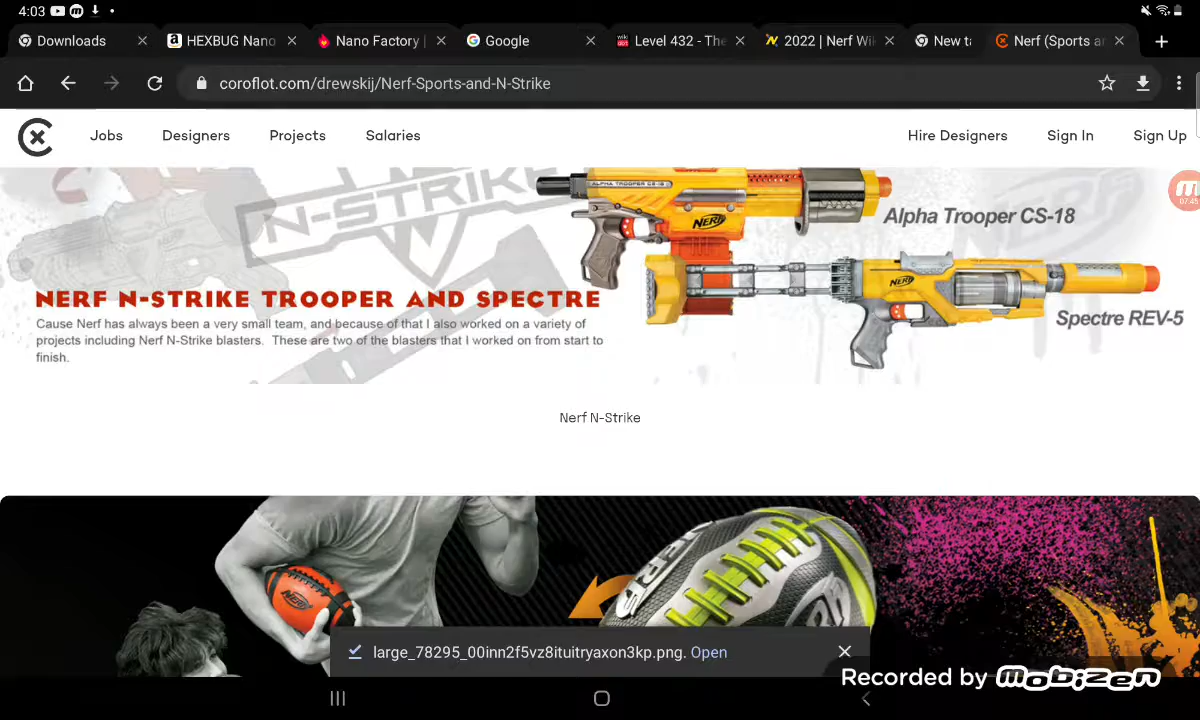 4:03
Downloads
HEXBUG Nano
Nano Factory |
Google
Level 432 - The
2022 | Nerf Wi
New ta
Nerf (Sports ar
coroflot.com/drewskij/Nerf-Sports-and-N-Strike
Jobs
Designers
Projects
Salaries
Hire Designers
Sign In
Sign Up
N-STRIKE
ALPHA TROOPER CS-18
NERF
Alpha Trooper CS-18
07:45
NERF
Spectre REV-5
NERF N-STRIKE TROOPER AND SPECTRE
Cause Nerf has always been a very small team, and because of that I also worked on a variety of
projects including Nerf N-Strike blasters. These are two of the blasters that I worked on from start to
finish.
Nerf N-Strike
NERF
large_78295_00inn2f5vz8ituitryaxon3kp.png. Open
Recorded by mobizen